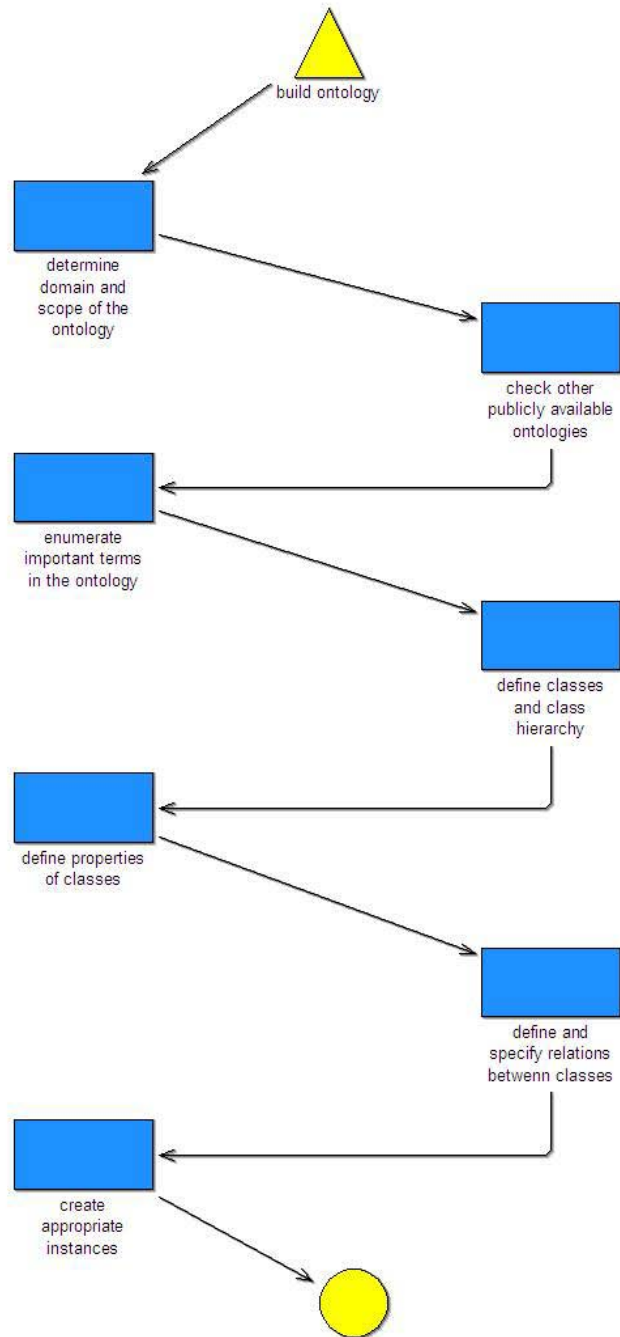 build ontology
determine
domain and
scope of the
ontology
check other
publicly available
ontologies
enumerate
important terms
in the ontology
define classes
and class
hierarchy
define properties
of classes
define and
specify relations
betwenn classes
create
appropriate
instances